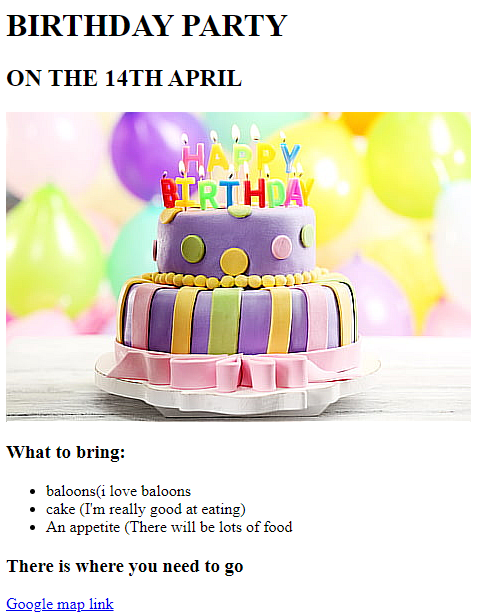 BIRTHDAY PARTY
ON THE 14TH APRIL
HAPPY
BIRTHDAY
What to bring:
baloons(i love baloons
cake (I'm really good at eating)
An appetite (There will be lots of food
There is where you need to go
Google map link